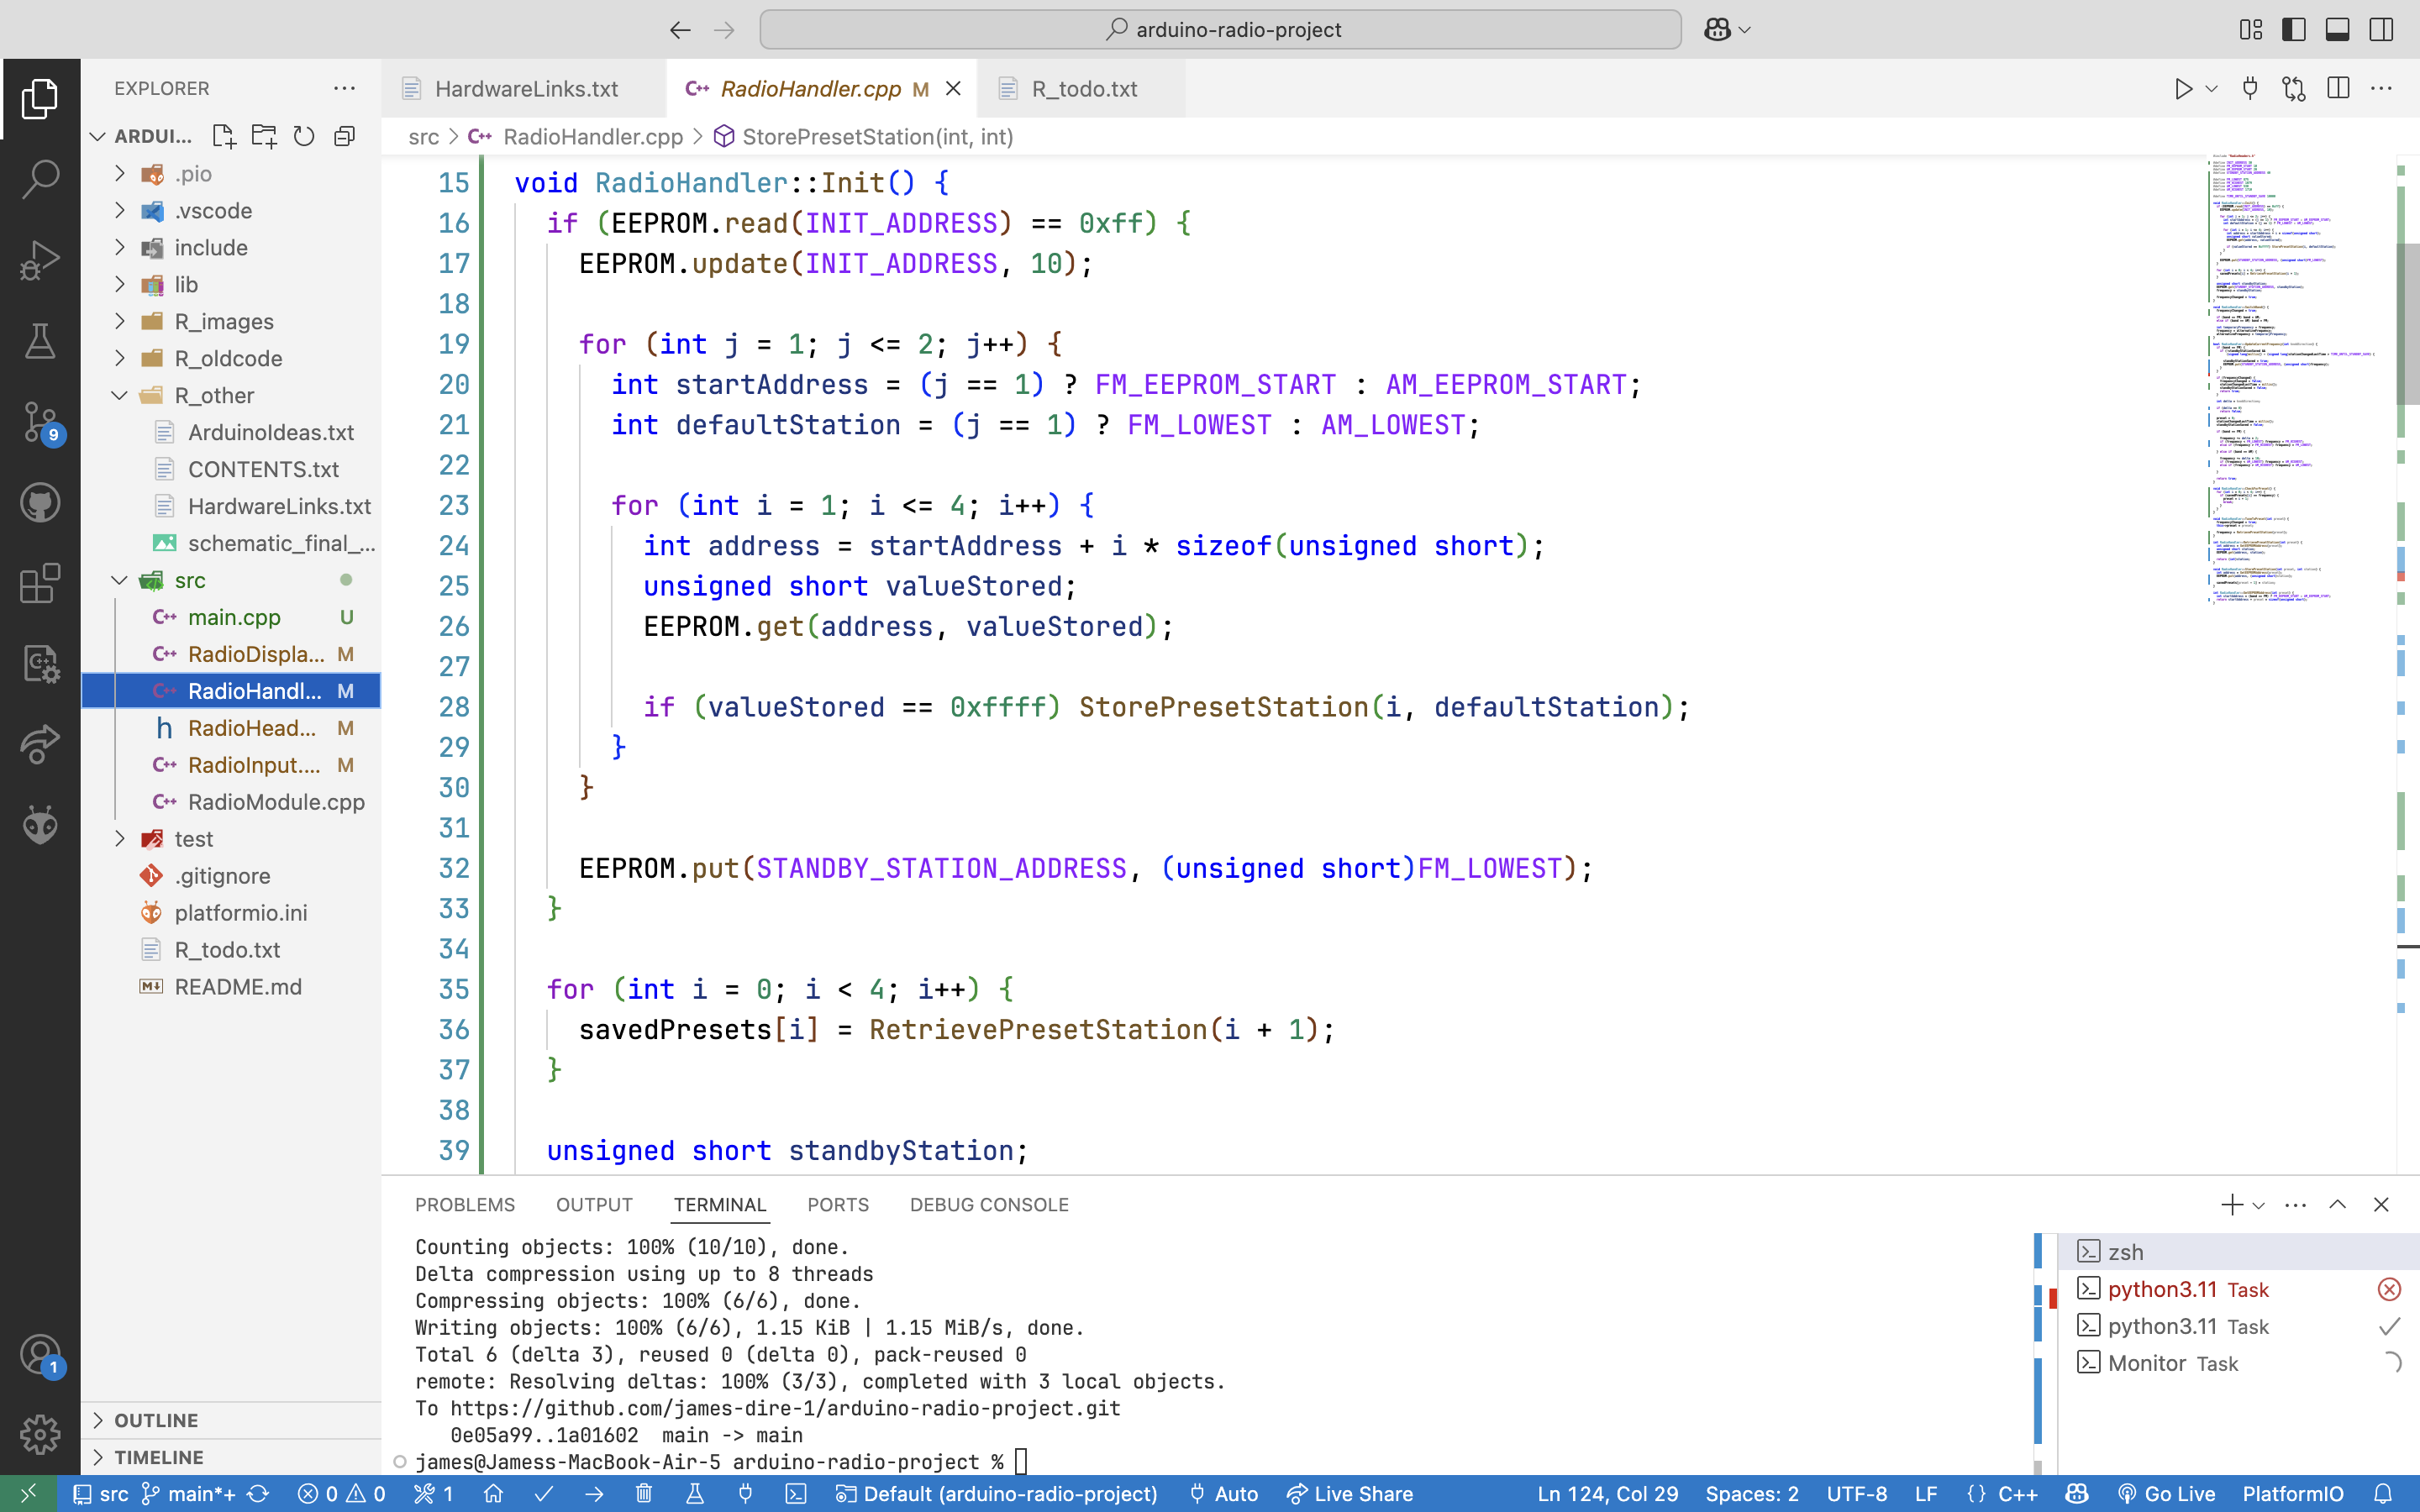 arduino-radio-project
EXPLORER
HardwareLinks.txt
RadioHandler.cpp M
R_todo.txt
ARDUI...
src > RadioHandler.cpp > StorePresetStation(int, int)
.pio
.vscode
include
lib
R_images
R_oldcode
R_other
ArduinoIdeas.txt
CONTENTS.txt
HardwareLinks.txt
schematic_final_...
src
main.cpp U
RadioDispla... M
RadioHandl... M
RadioHead... M
RadioInput.... M
RadioModule.cpp
test
.gitignore
platformio.ini
R_todo.txt
README.md
OUTLINE
TIMELINE
9
1
15 void RadioHandler::Init() {
16 if (EEPROM.read(INIT_ADDRESS) == 0xff) {
17 EEPROM.update(INIT_ADDRESS, 10);
18
19 for (int j = 1; j <= 2; j++) {
20 int startAddress = (j == 1) ? FM_EEPROM_START : AM_EEPROM_START;
21 int defaultStation = (j == 1) ? FM_LOWEST : AM_LOWEST;
22
23 for (int i = 1; i <= 4; i++) {
24 int address = startAddress + i * sizeof(unsigned short);
25 unsigned short valueStored;
26 EEPROM.get(address, valueStored);
27
28 if (valueStored == 0xffff) StorePresetStation(i, defaultStation);
29 }
30 }
31
32 EEPROM.put(STANDBY_STATION_ADDRESS, (unsigned short)FM_LOWEST);
33 }
34
35 for (int i = 0; i < 4; i++) {
36 savedPresets[i] = RetrievePresetStation(i + 1);
37 }
38
39 unsigned short standbyStation;
PROBLEMS OUTPUT TERMINAL PORTS DEBUG CONSOLE
Counting objects: 100% (10/10), done.
Delta compression using up to 8 threads
Compressing objects: 100% (6/6), done.
Writing objects: 100% (6/6), 1.15 KiB | 1.15 MiB/s, done.
Total 6 (delta 3), reused 0 (delta 0), pack-reused 0
remote: Resolving deltas: 100% (3/3), completed with 3 local objects.
To https://github.com/james-dire-1/arduino-radio-project.git
0e05a99..1a01602 main -> main
james@Jamess-MacBook-Air-5 arduino-radio-project %
zsh
python3.11 Task
python3.11 Task
Monitor Task
src main*+ 0 0 1 Default (arduino-radio-project) Auto Live Share Ln 124, Col 29 Spaces: 2 UTF-8 LF {} C++ Go Live PlatformIO